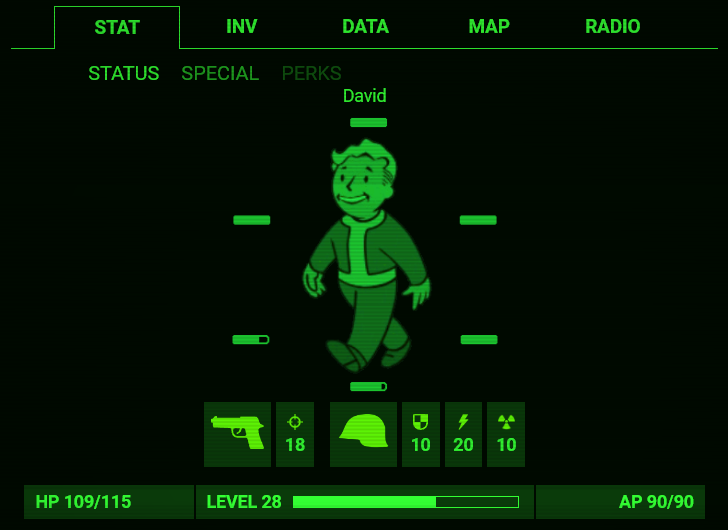 STAT INV DATA MAP RADIO
STATUS SPECIAL PERKS
David
18 10 20 10
HP 109/115 LEVEL 28 AP 90/90